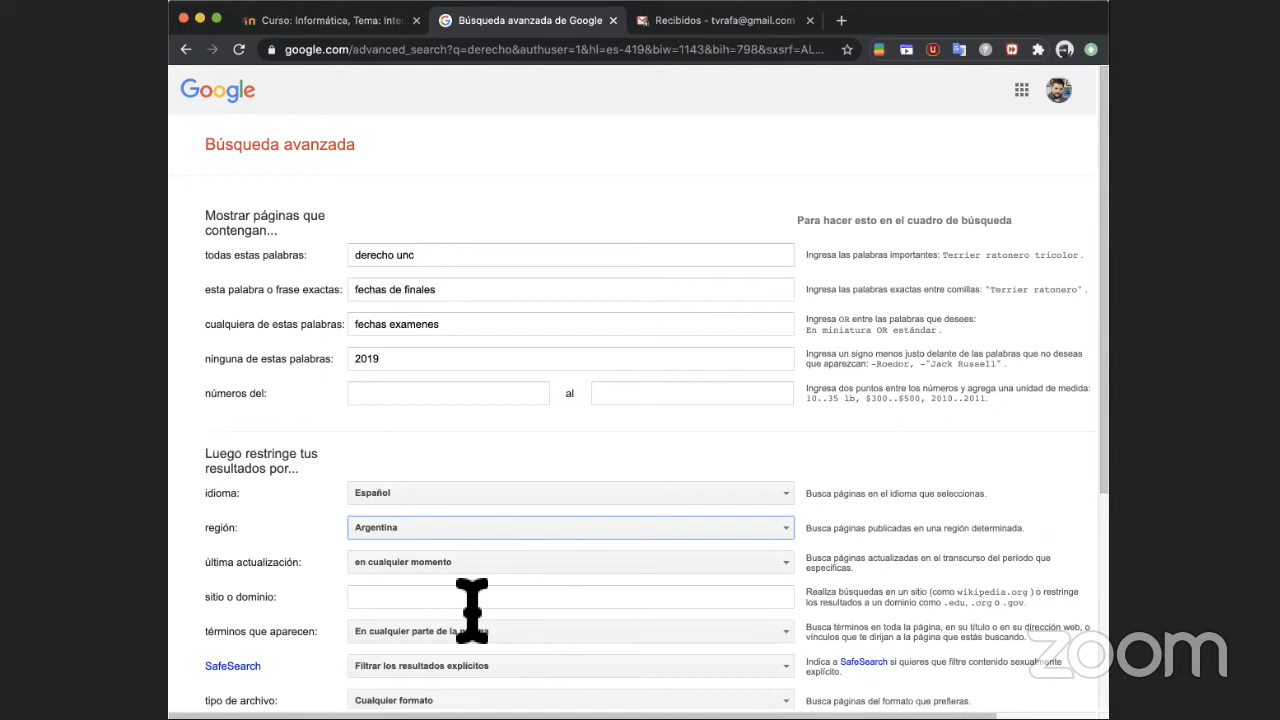 Curso: Informática, Tema: Inter
Búsqueda avanzada de Google
Recibidos - tvrafa@gmail.com
google.com/advanced_search?q=derecho&authuser=1&hl=es-419&biw=1143&bih=798&sxsrf=AL...
Google
Búsqueda avanzada
Mostrar páginas que
contengan...
Para hacer esto en el cuadro de búsqueda
todas estas palabras: derecho unc Ingresa las palabras importantes: Terrier ratonero tricolor.
esta palabra o frase exactas: fechas de finales Ingresa las palabras exactas entre comillas: "Terrier ratonero".
cualquiera de estas palabras: fechas examenes Ingresa OR entre las palabras que desees:
En miniatura OR estándar.
ninguna de estas palabras: 2019 Ingresa un signo menos justo delante de las palabras que no deseas
que aparezcan: -Roedor, -"Jack Russell".
números del: al Ingresa dos puntos entre los números y agrega una unidad de medida:
10..35 lb, $300..$500, 2010..2011.
Luego restringe tus
resultados por...
idioma: Español Busca páginas en el idioma que seleccionas.
región: Argentina Busca páginas publicadas en una región determinada.
última actualización: en cualquier momento Busca páginas actualizadas en el transcurso del período que
especificas.
sitio o dominio: Realiza búsquedas en un sitio (como wikipedia.org ) o restringe
los resultados a un dominio como .edu, .org o .gov.
términos que aparecen: En cualquier parte de la Busca términos en toda la página, en su título o en su dirección web, o
vínculos que te dirijan a la página que estás buscando.
SafeSearch Filtrar los resultados explícitos Indica a SafeSearch si quieres que filtre contenido sexualmente
explícito.
tipo de archivo: Cualquier formato Busca páginas del formato que prefieras.
zoom